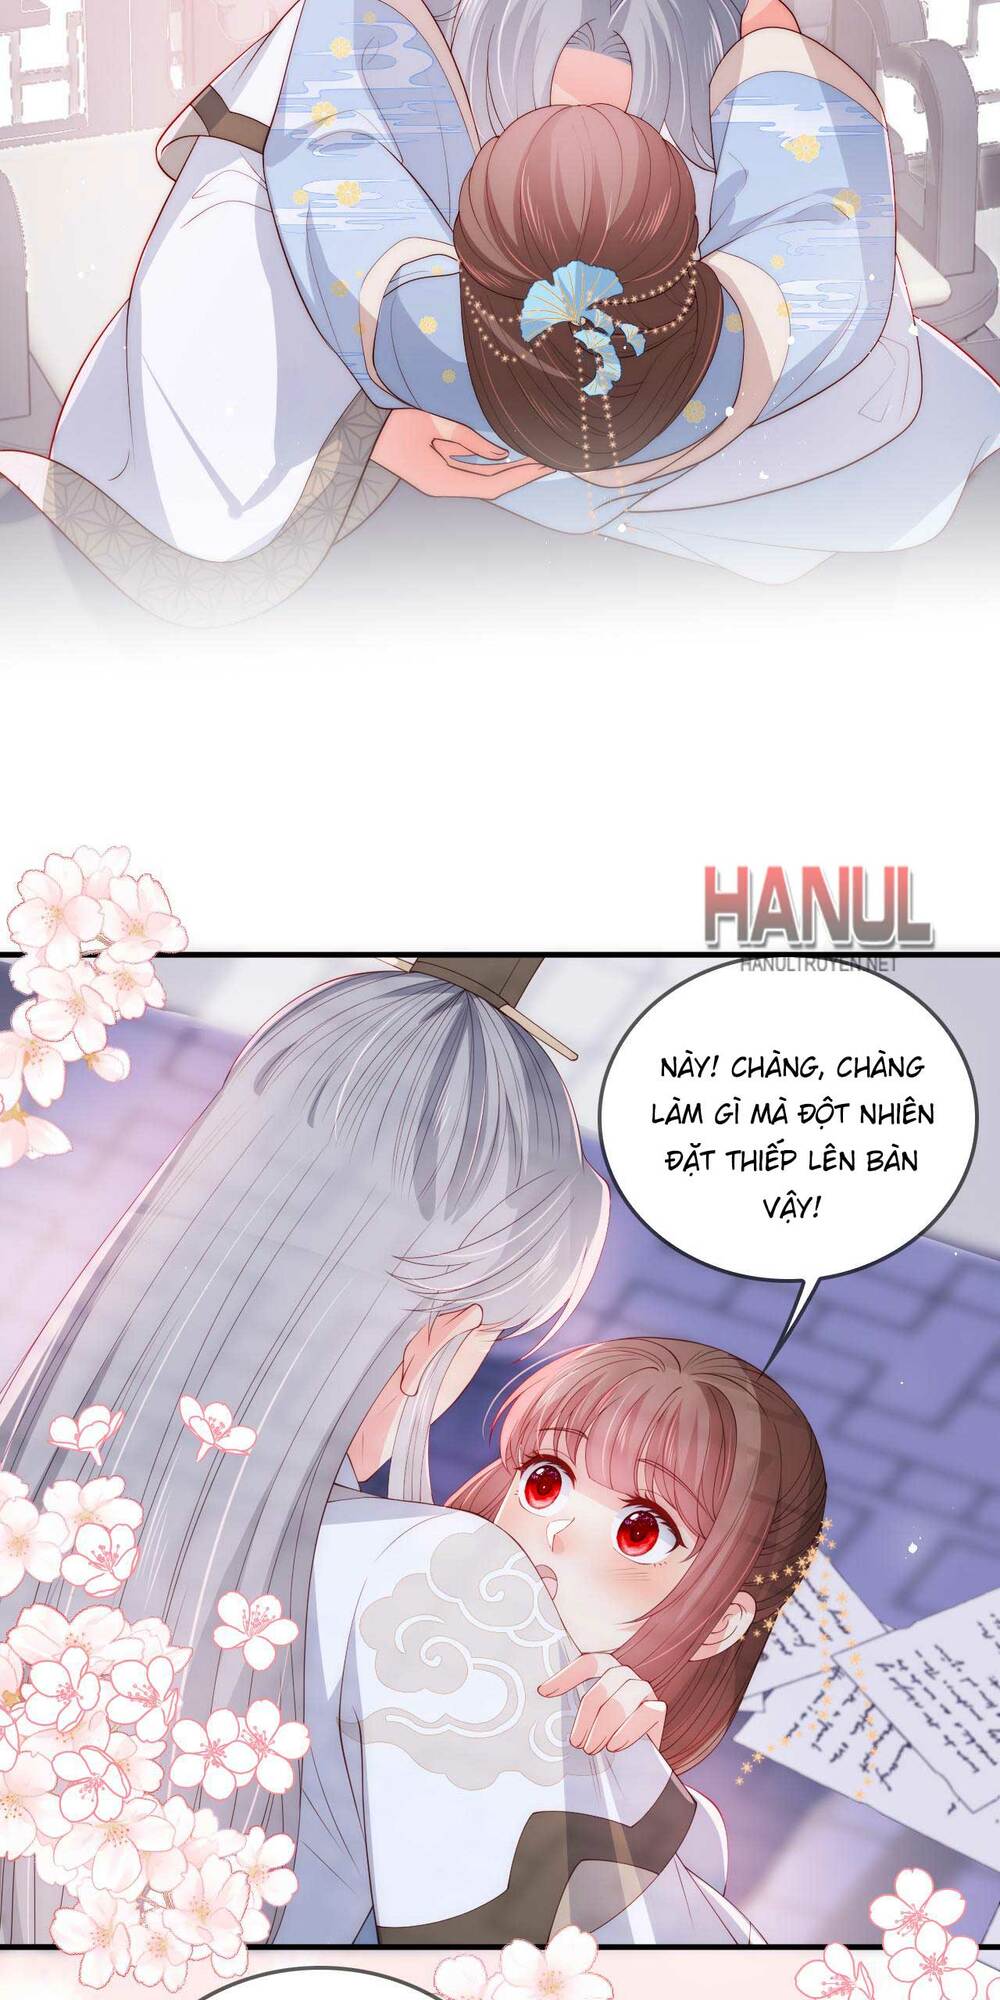 HANUL
HANULTRUYEN.NET
NÀY! CHÀNG, CHÀNG
LÀM GÌ MÀ ĐỘT NHIÊN
ĐẶT THIẾP LÊN BÀN
VẬY!